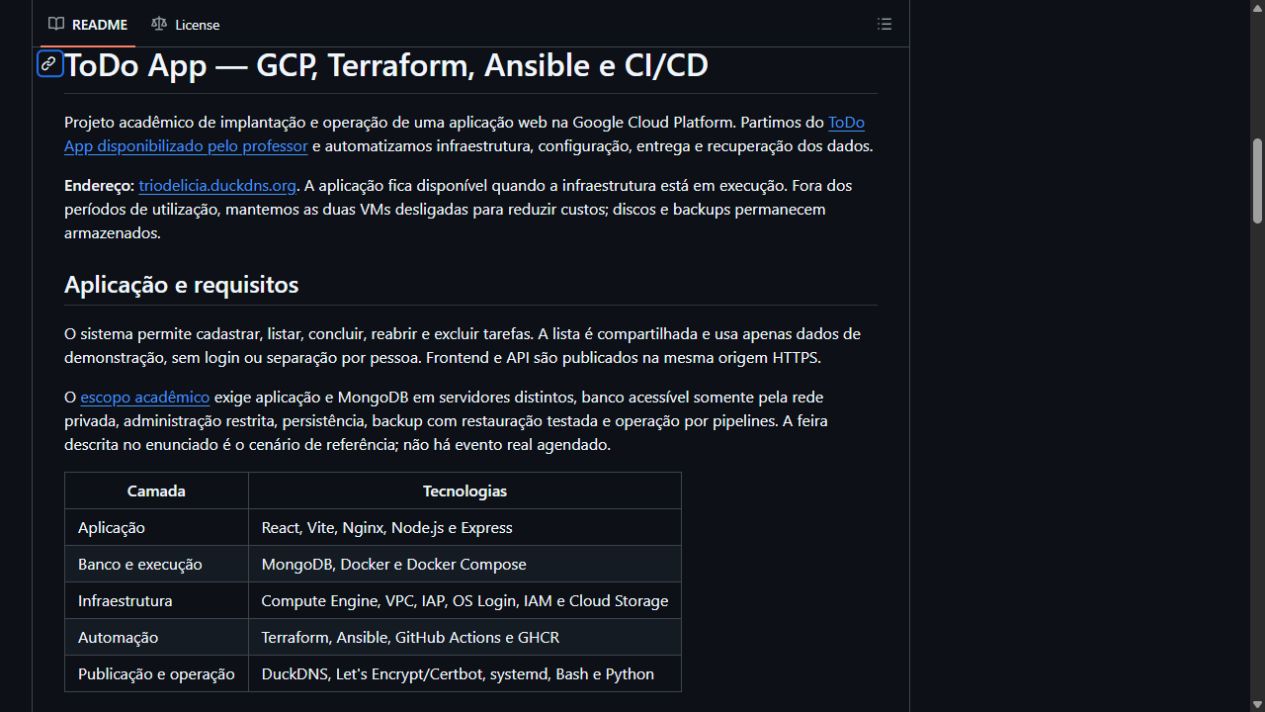 README License
ToDo App — GCP, Terraform, Ansible e CI/CD
Projeto acadêmico de implantação e operação de uma aplicação web na Google Cloud Platform. Partimos do ToDo
App disponibilizado pelo professor e automatizamos infraestrutura, configuração, entrega e recuperação dos dados.
Endereço: triodelicia.duckdns.org. A aplicação fica disponível quando a infraestrutura está em execução. Fora dos
períodos de utilização, mantemos as duas VMs desligadas para reduzir custos; discos e backups permanecem
armazenados.
Aplicação e requisitos
O sistema permite cadastrar, listar, concluir, reabrir e excluir tarefas. A lista é compartilhada e usa apenas dados de
demonstração, sem login ou separação por pessoa. Frontend e API são publicados na mesma origem HTTPS.
O escopo acadêmico exige aplicação e MongoDB em servidores distintos, banco acessível somente pela rede
privada, administração restrita, persistência, backup com restauração testada e operação por pipelines. A feira
descrita no enunciado é o cenário de referência; não há evento real agendado.
Camada Tecnologias
Aplicação React, Vite, Nginx, Node.js e Express
Banco e execução MongoDB, Docker e Docker Compose
Infraestrutura Compute Engine, VPC, IAP, OS Login, IAM e Cloud Storage
Automação Terraform, Ansible, GitHub Actions e GHCR
Publicação e operação DuckDNS, Let's Encrypt/Certbot, systemd, Bash e Python